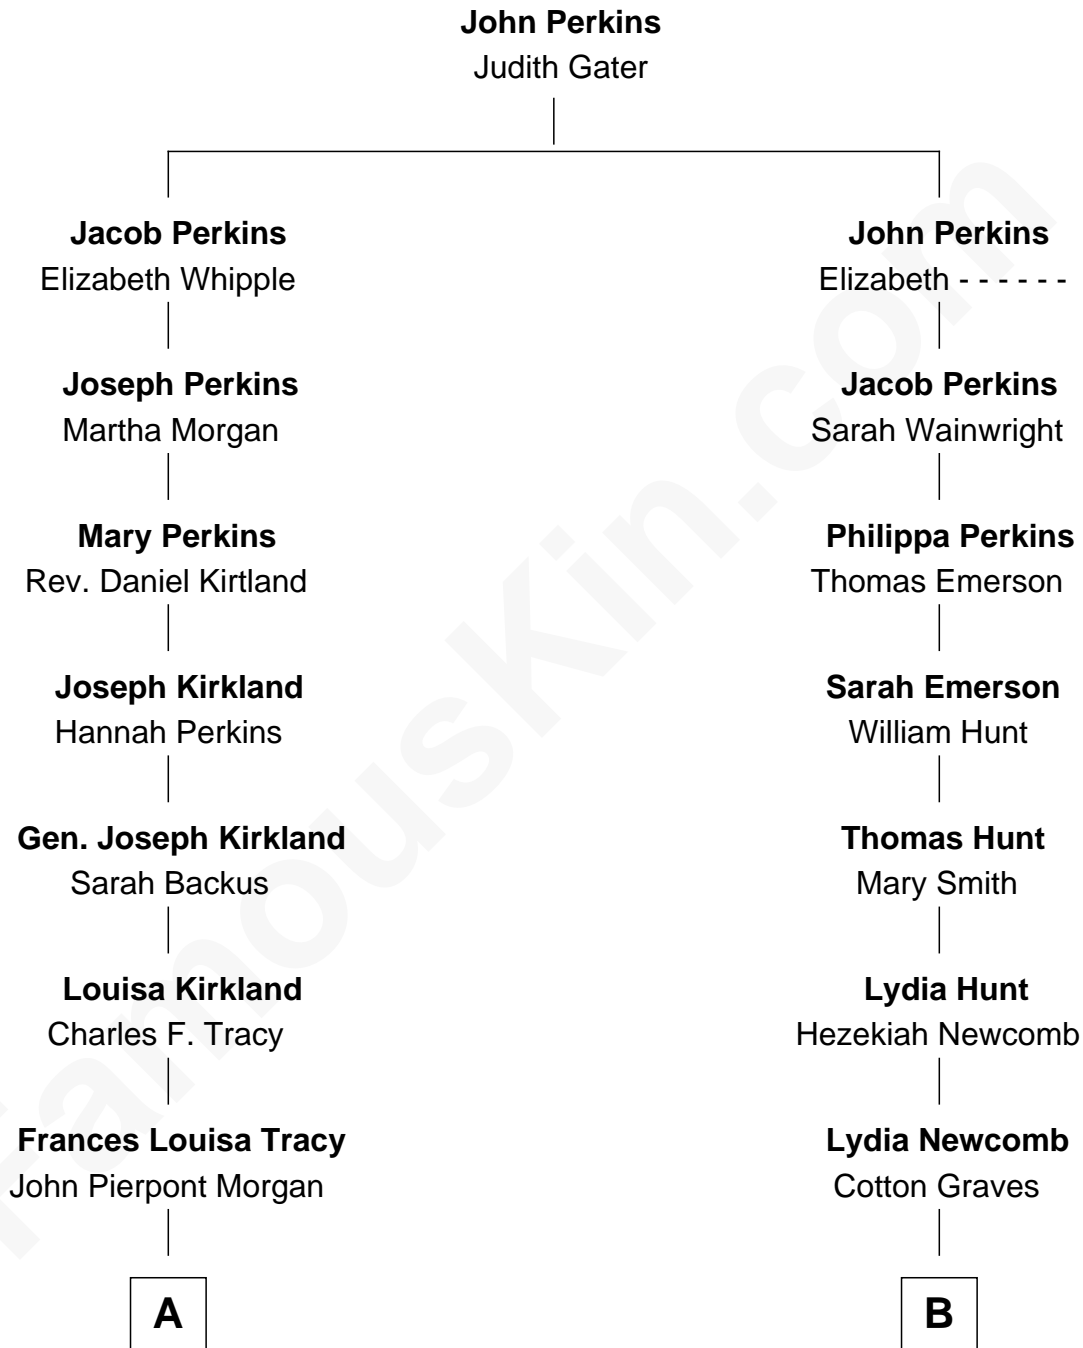 John Perkins
Judith Gater
Jacob Perkins
Elizabeth Whipple
John Perkins
Elizabeth - - - - - -
Joseph Perkins
Martha Morgan
Jacob Perkins
Sarah Wainwright
Mary Perkins
Rev. Daniel Kirtland
Philippa Perkins
Thomas Emerson
Joseph Kirkland
Hannah Perkins
Sarah Emerson
William Hunt
Gen. Joseph Kirkland
Sarah Backus
Thomas Hunt
Mary Smith
Louisa Kirkland
Charles F. Tracy
Lydia Hunt
Hezekiah Newcomb
Frances Louisa Tracy
John Pierpont Morgan
Lydia Newcomb
Cotton Graves
A
B
FamousKin.com